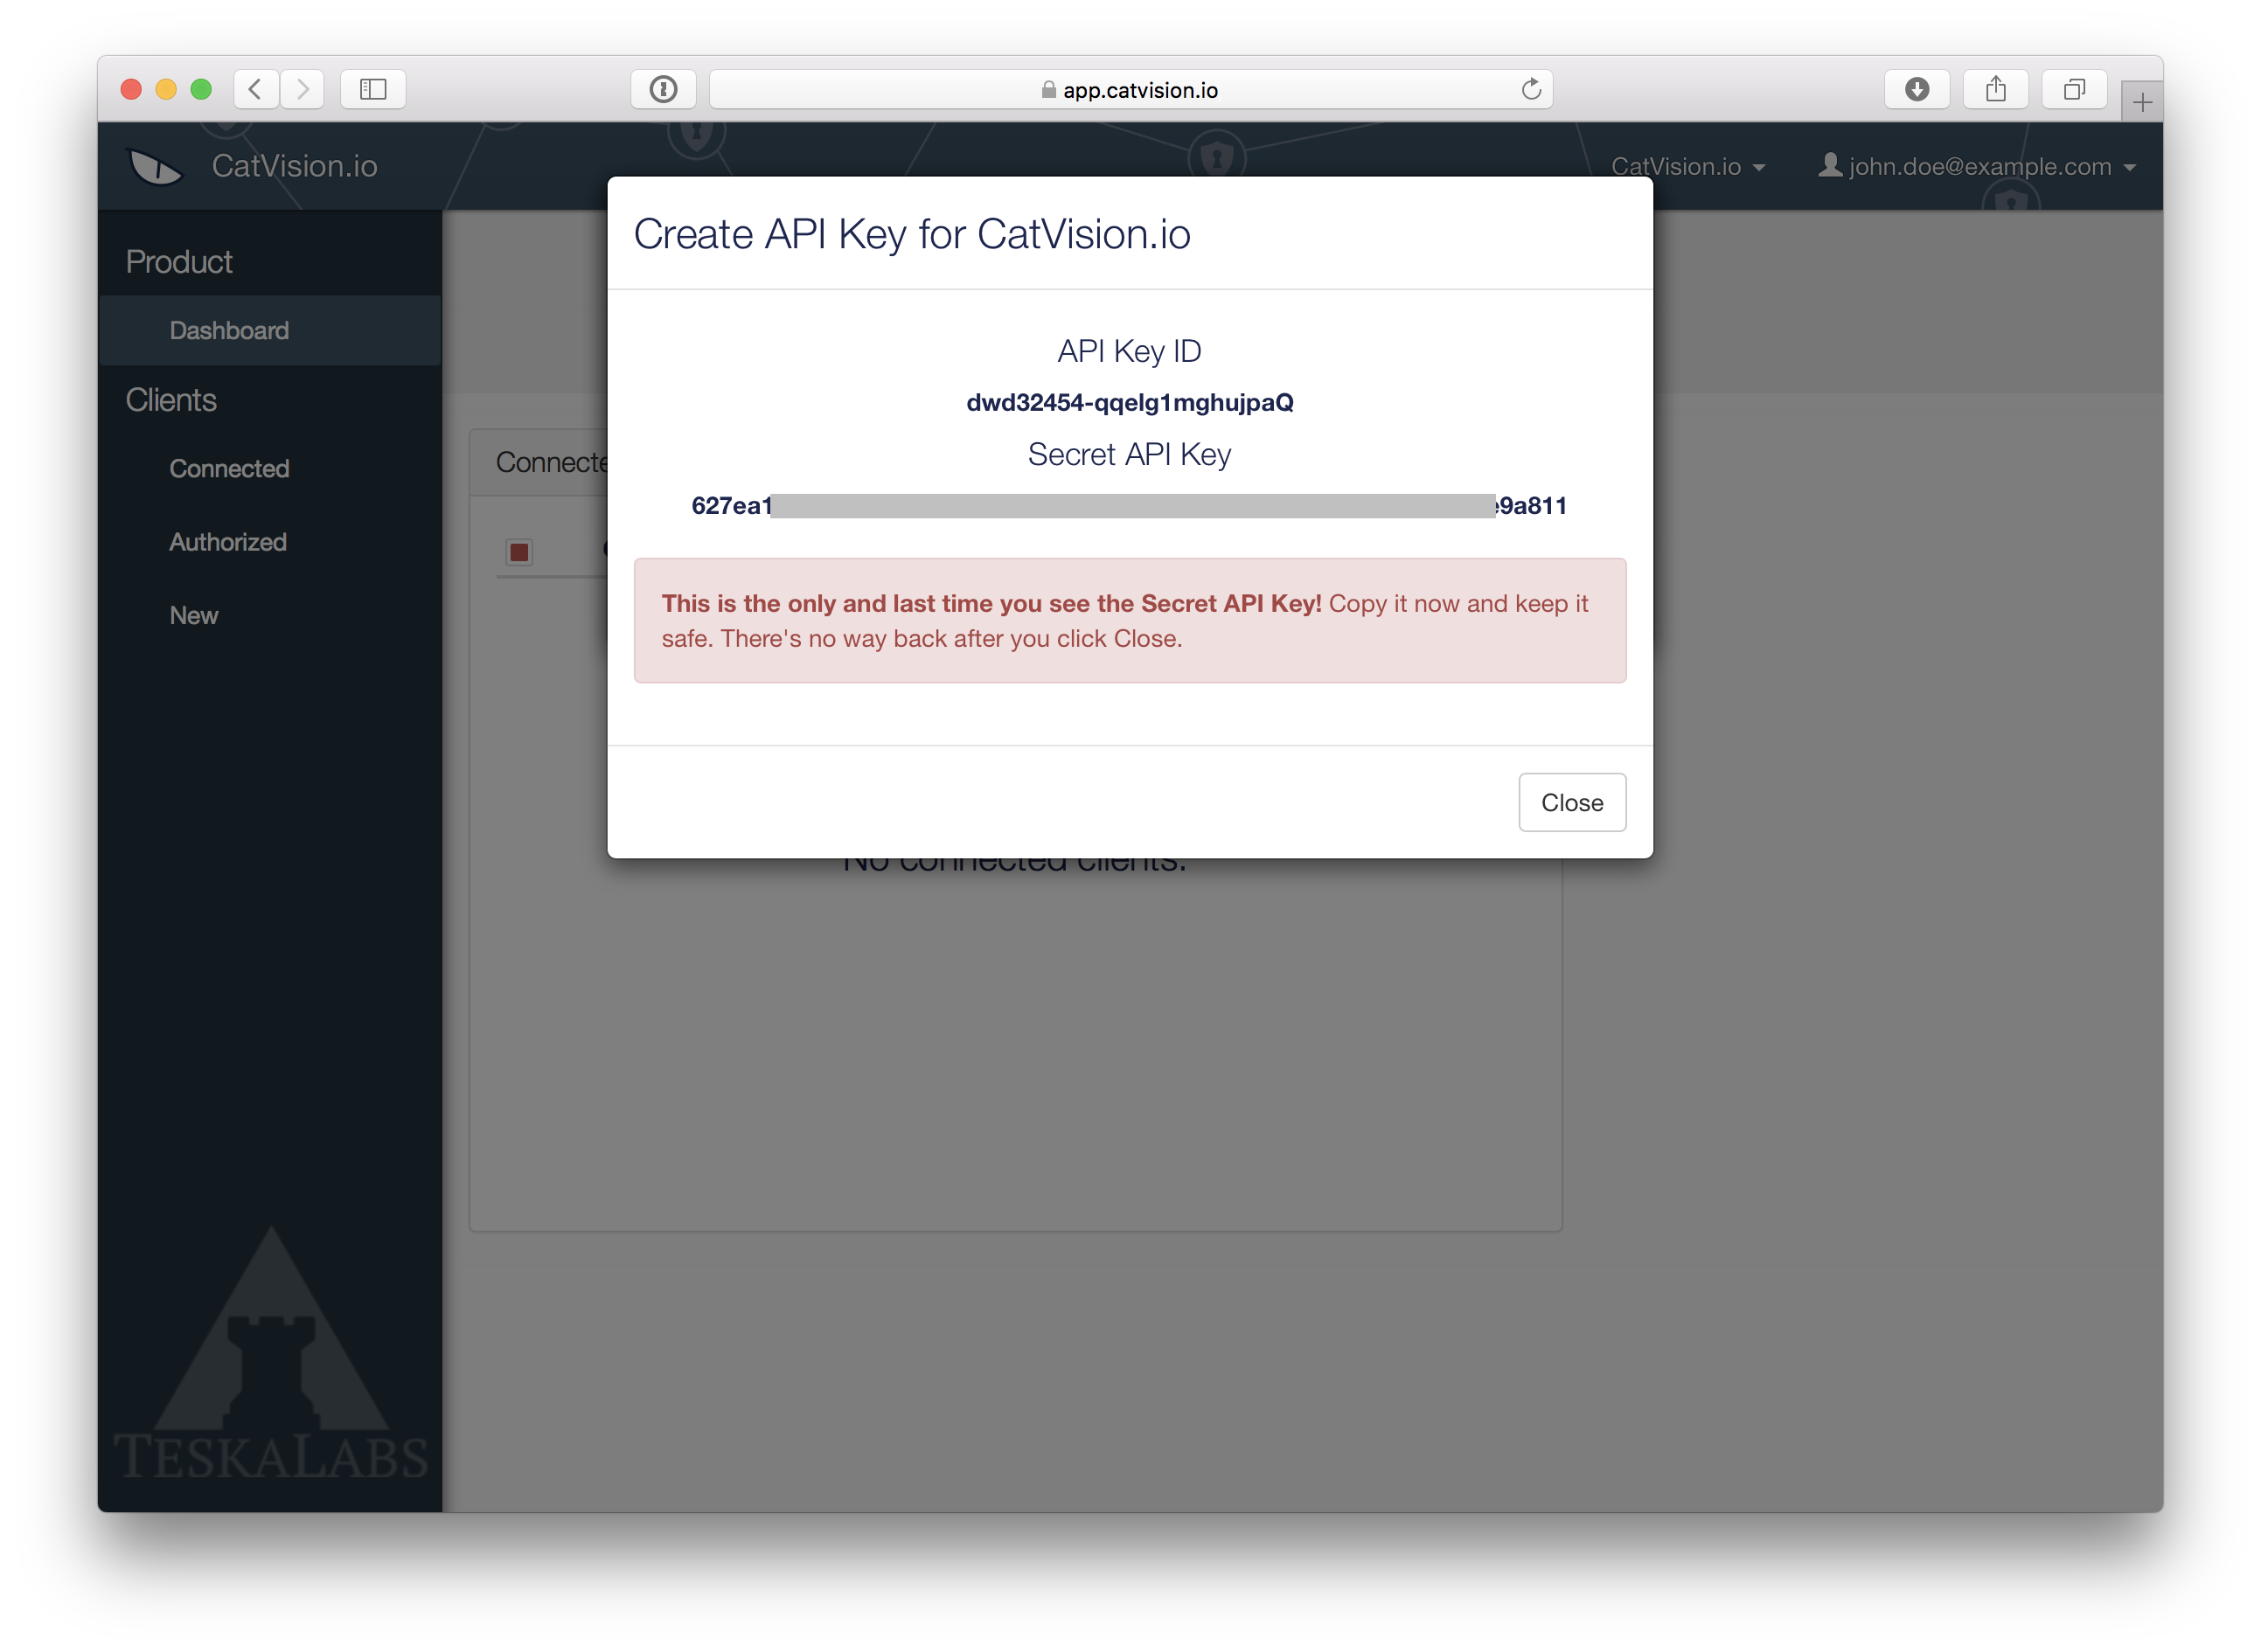 app.catvision.io
CatVision.io
CatVision.io
john.doe@example.com
Product
Dashboard
Clients
Connected
Authorized
New
TESKALABS
Create API Key for CatVision.io
API Key ID
dwd32454-qqelg1mghujpaQ
Secret API Key
627ea1 9a811
This is the only and last time you see the Secret API Key! Copy it now and keep it
safe. There's no way back after you click Close.
Close
No connected clients.